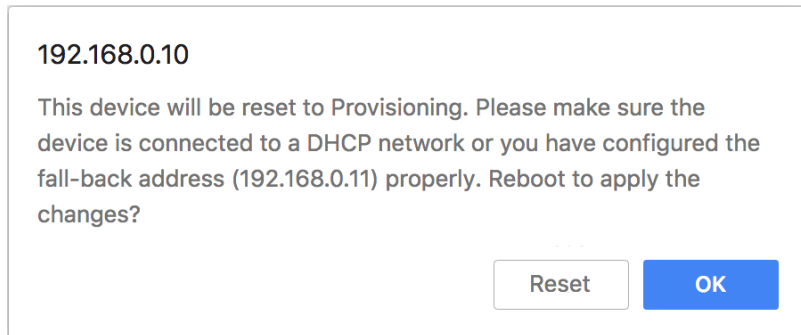 192.168.0.10
This device will be reset to Provisioning. Please make sure the
device is connected to a DHCP network or you have configured the
fall-back address (192.168.0.11) properly. Reboot to apply the
changes?
Reset
OK